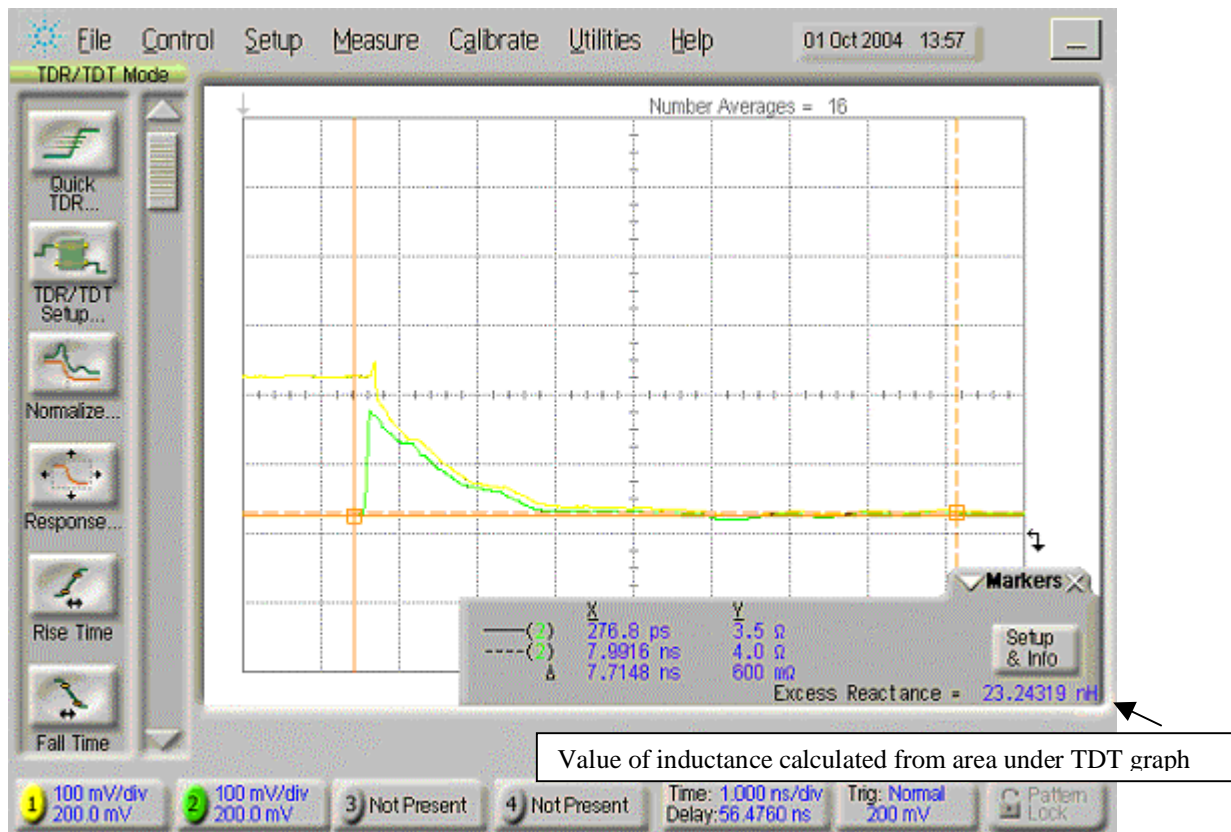 File Control Setup Measure Calibrate Utilities Help 01 Oct 2004 13:57
TDR/TDT Mode
Number Averages = 16
Quick
TDR...
TDR/TDT
Setup...
Normalize...
Response...
Rise Time
Fall Time
Markers
X Y
(2) 276.8 ps 3.5 Ω
(2) 7.9916 ns 4.0 Ω
Δ 7.7148 ns 600 mΩ
Setup
& Info
Excess Reactance = 23.24319 nH
Value of inductance calculated from area under TDT graph
1 100 mV/div
200.0 mV
2 100 mV/div
200.0 mV
3 Not Present
4 Not Present
Time: 1.000 ns/div
Delay:56.4760 ns
Trig: Normal
200 mV
Pattern
Lock